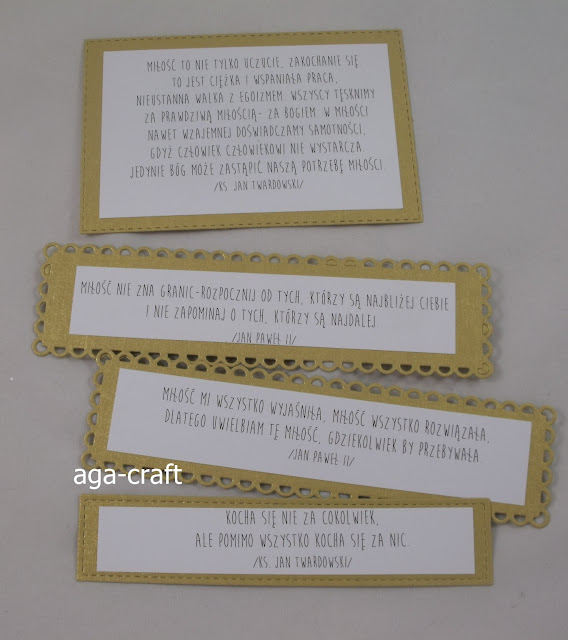 MIŁOŚĆ TO NIE TYLKO UCZUCIE, ZAKOCHANIE SIĘ
TO JEST CIĘŻKA I WSPANIAŁA PRACA,
NIEUSTANNA WALKA Z EGOIZMEM. WSZYSCY TĘSKNIMY
ZA PRAWDZIWĄ MIŁOŚCIĄ- ZA BOGIEM. W MIŁOŚCI
NAWET WZAJEMNEJ DOŚWIADCZAMY SAMOTNOŚCI,
GDYŻ CZŁOWIEK CZŁOWIEKOWI NIE WYSTARCZA.
JEDYNIE BÓG MOŻE ZASTĄPIĆ NASZĄ POTRZEBĘ MIŁOŚCI.
/KS. JAN TWARDOWSKI/
MIŁOŚĆ NIE ZNA GRANIC-ROZPOCZNIJ OD TYCH, KTÓRZY SĄ NAJBLIŻEJ CIEBIE
I NIE ZAPOMINAJ O TYCH, KTÓRZY SĄ NAJDALEJ.
/JAN PAWEŁ II/
MIŁOŚĆ MI WSZYSTKO WYJAŚNIŁA, MIŁOŚĆ WSZYSTKO ROZWIĄZAŁA,
DLATEGO UWIELBIAM TĘ MIŁOŚĆ, GDZIEKOLWIEK BY PRZEBYWAŁA.
/JAN PAWEŁ II/
aga-craft
KOCHA SIĘ NIE ZA COKOLWIEK,
ALE POMIMO WSZYSTKO KOCHA SIĘ ZA NIC.
/KS. JAN TWARDOWSKI/